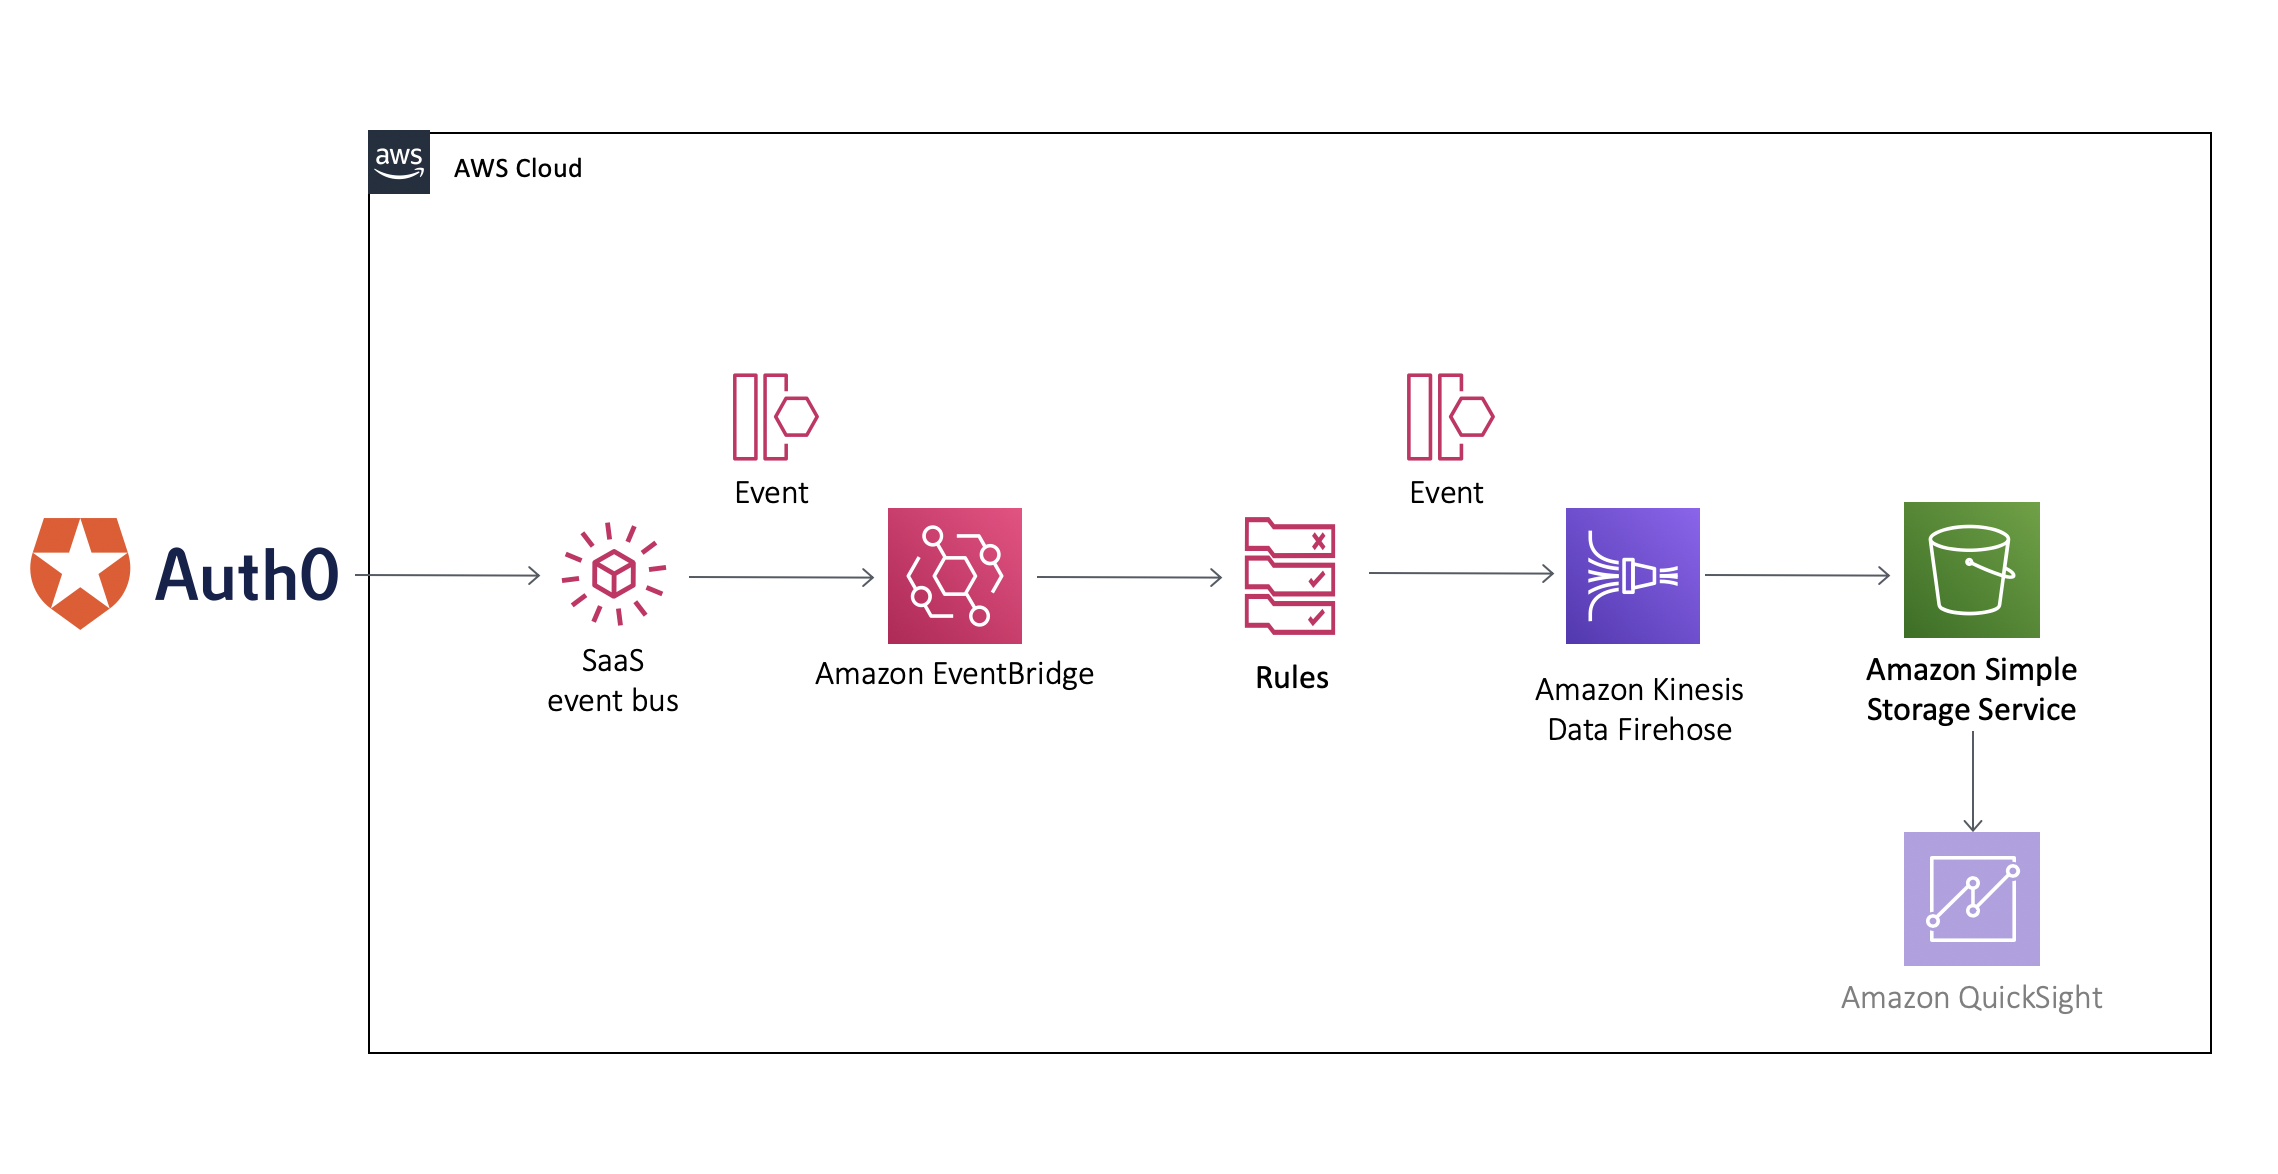 aws
AWS Cloud
Event
Event
Auth0
SaaS
event bus
Amazon EventBridge
Rules
Amazon Kinesis
Data Firehose
Amazon Simple
Storage Service
Amazon QuickSight